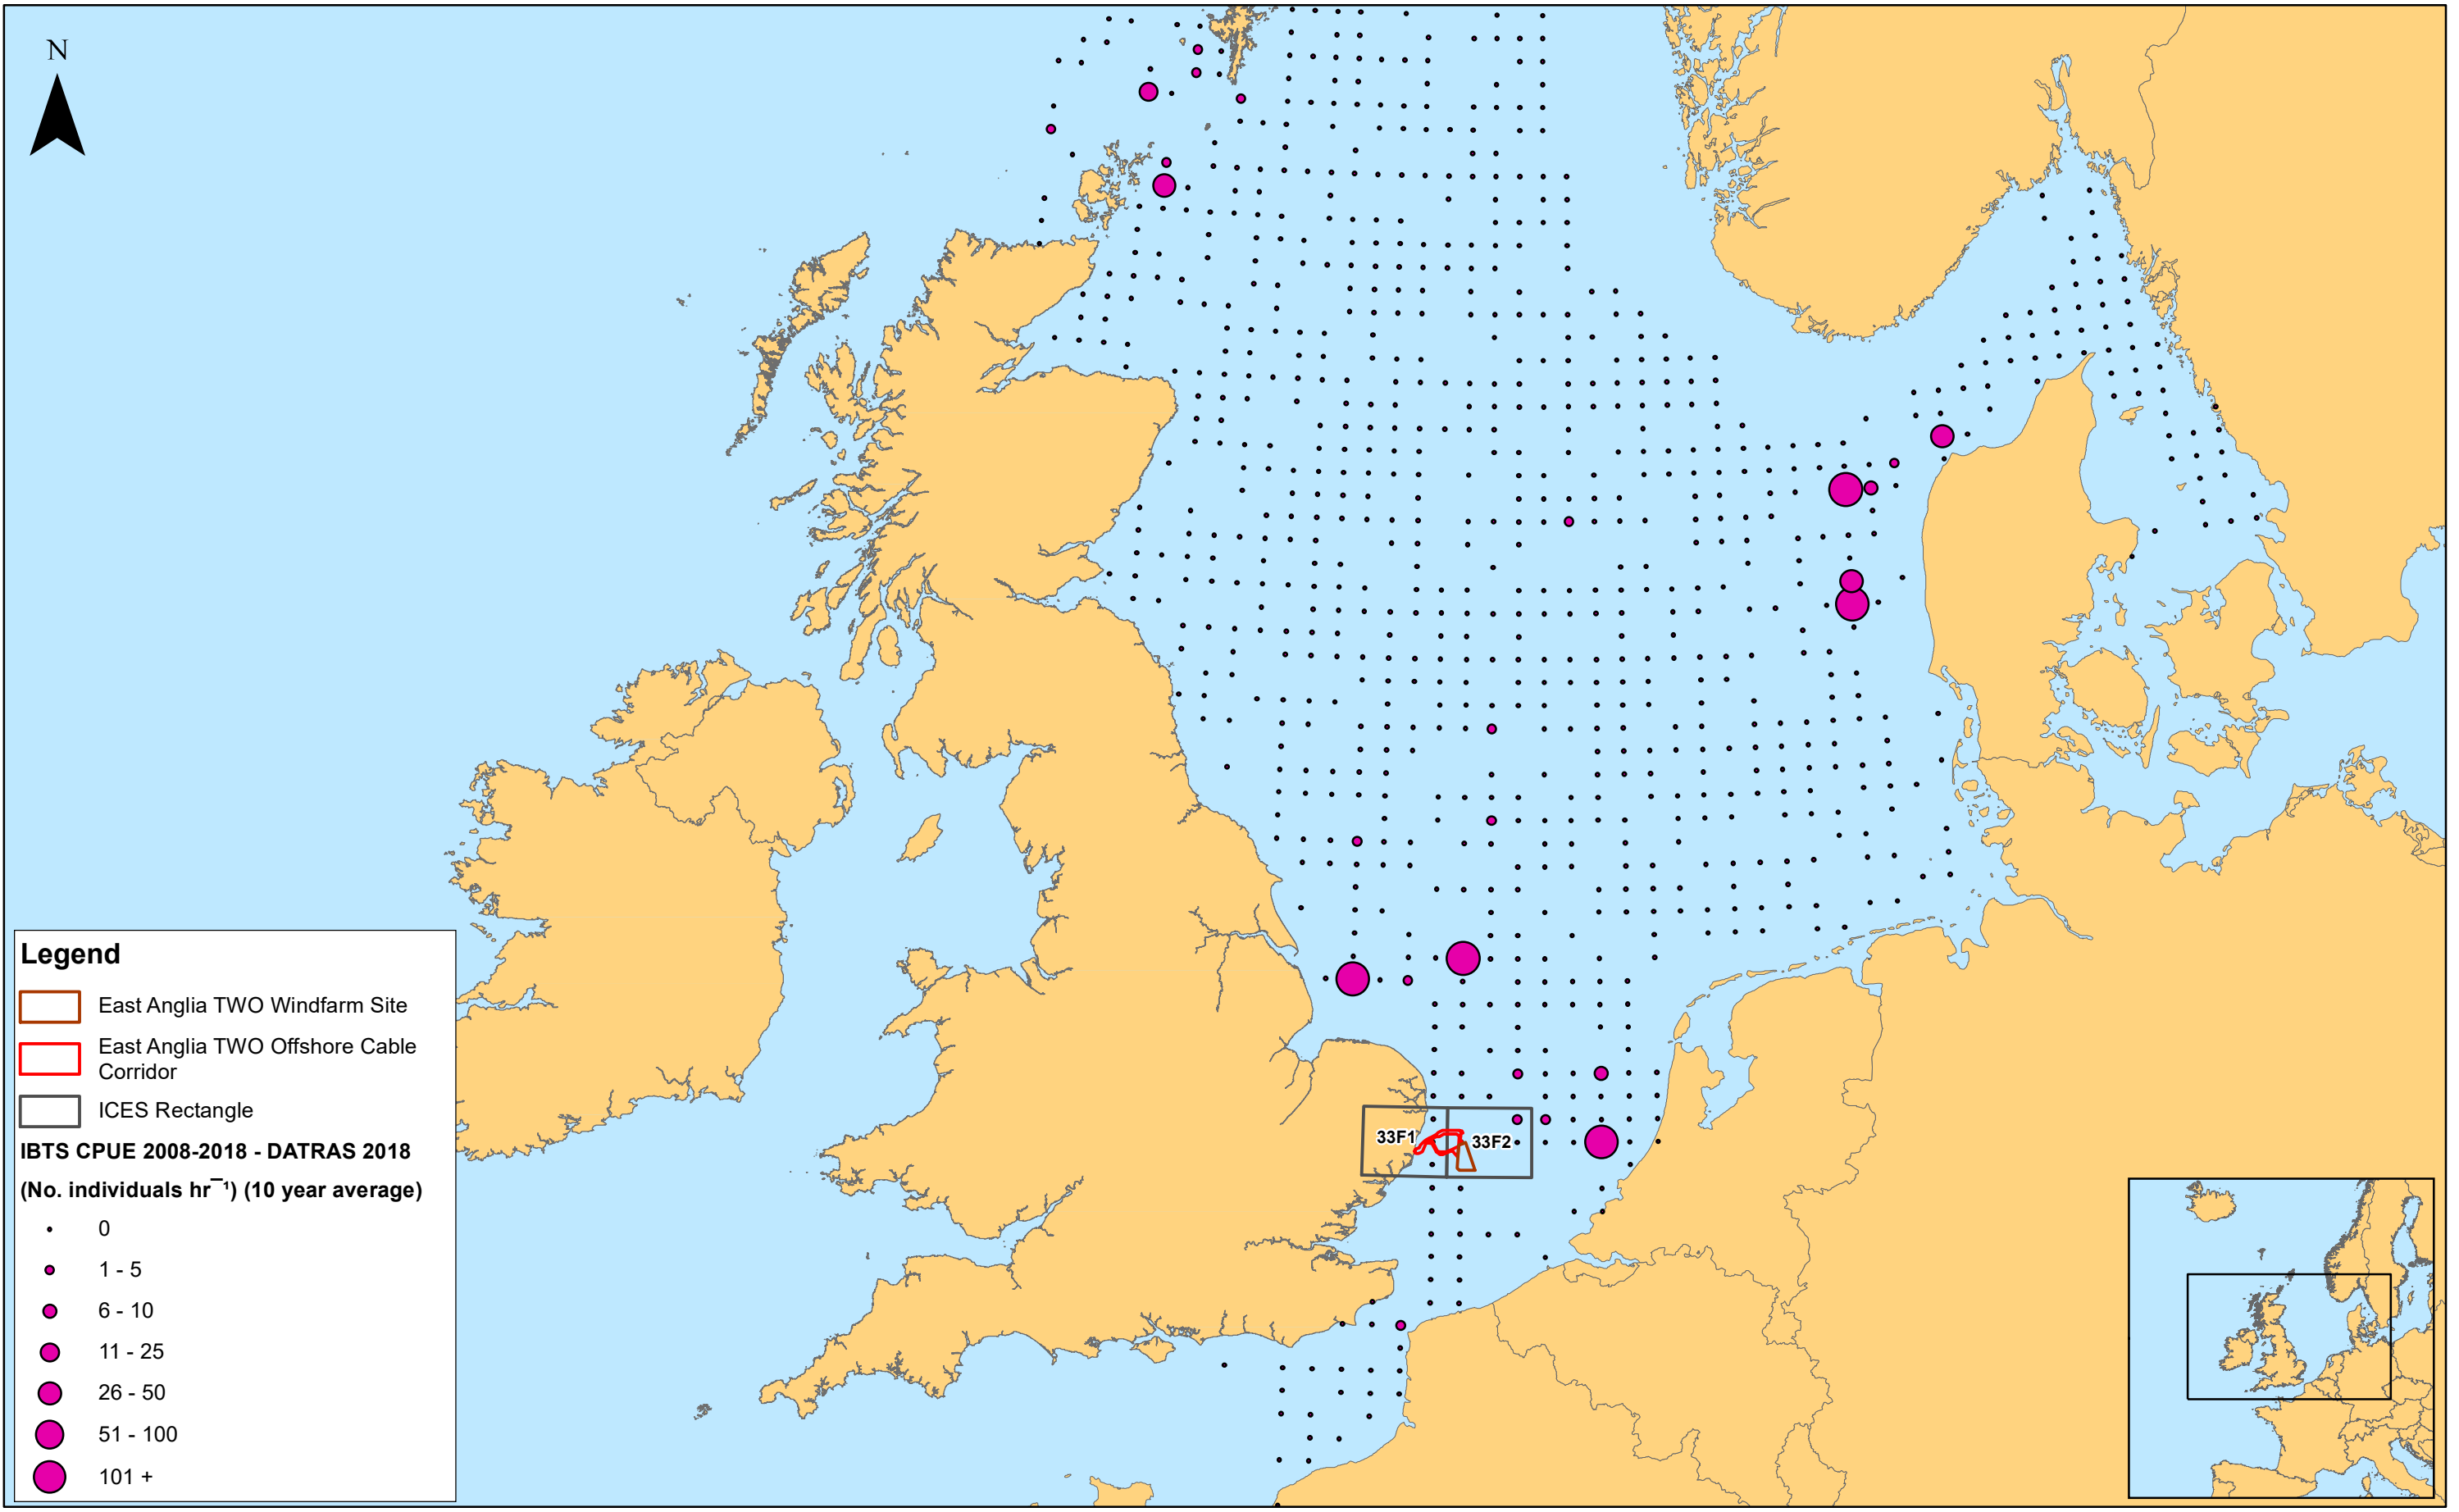 N
33F1
33F2
Legend
East Anglia TWO Windfarm Site
East Anglia TWO Offshore Cable
Corridor
ICES Rectangle
IBTS CPUE 2008-2018 - DATRAS 2018
(No. individuals hr¯¹) (10 year average)
0
1 - 5
6 - 10
11 - 25
26 - 50
51 - 100
101 +